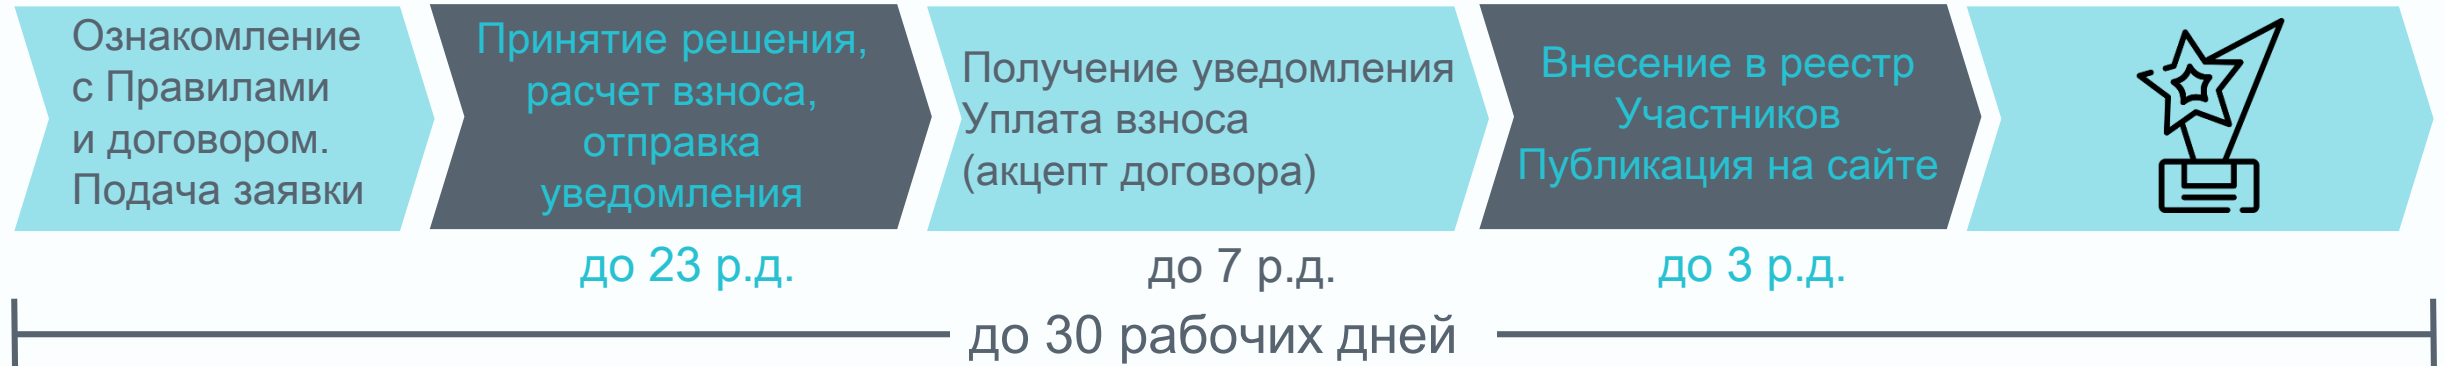 Ознакомление
с Правилами
и договором.
Подача заявки
Принятие решения,
расчет взноса,
отправка
уведомления
до 23 р.д.
Получение уведомления
Уплата взноса
(акцепт договора)
до 7 р.д.
Внесение в реестр
Участников
Публикация на сайте
до 3 р.д.
до 30 рабочих дней